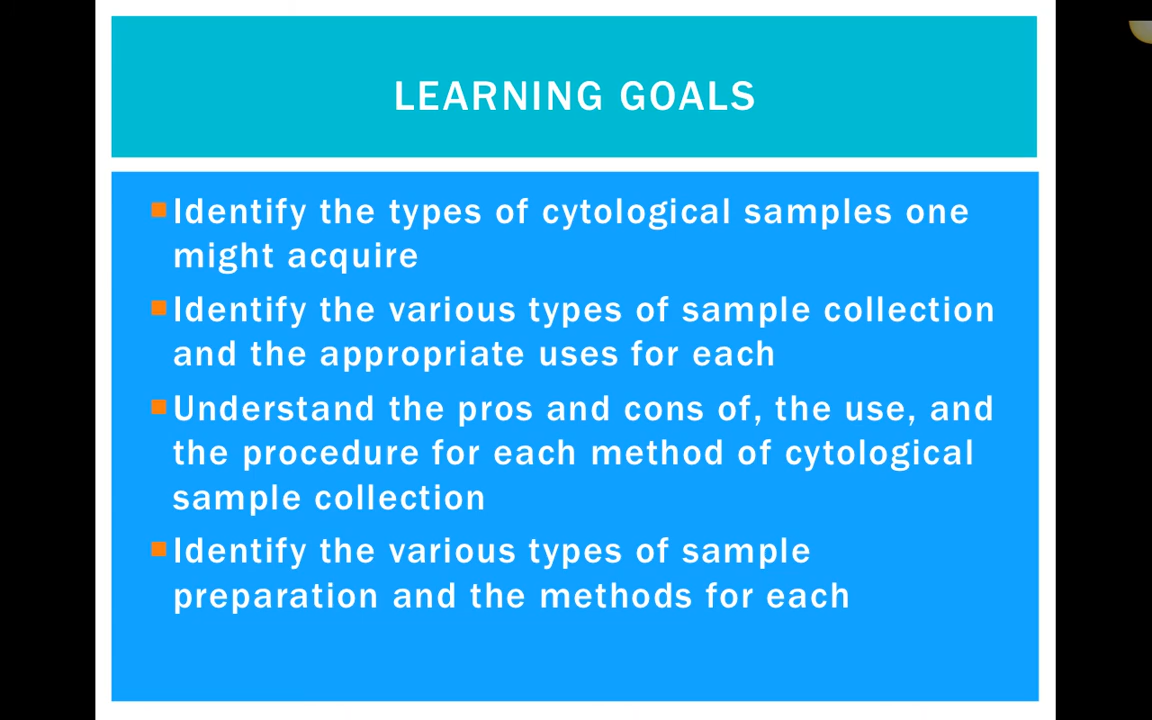 LEARNING GOALS
Identify the types of cytological samples one
might acquire
Identify the various types of sample collection
and the appropriate uses for each
Understand the pros and cons of, the use, and
the procedure for each method of cytological
sample collection
Identify the various types of sample
preparation and the methods for each